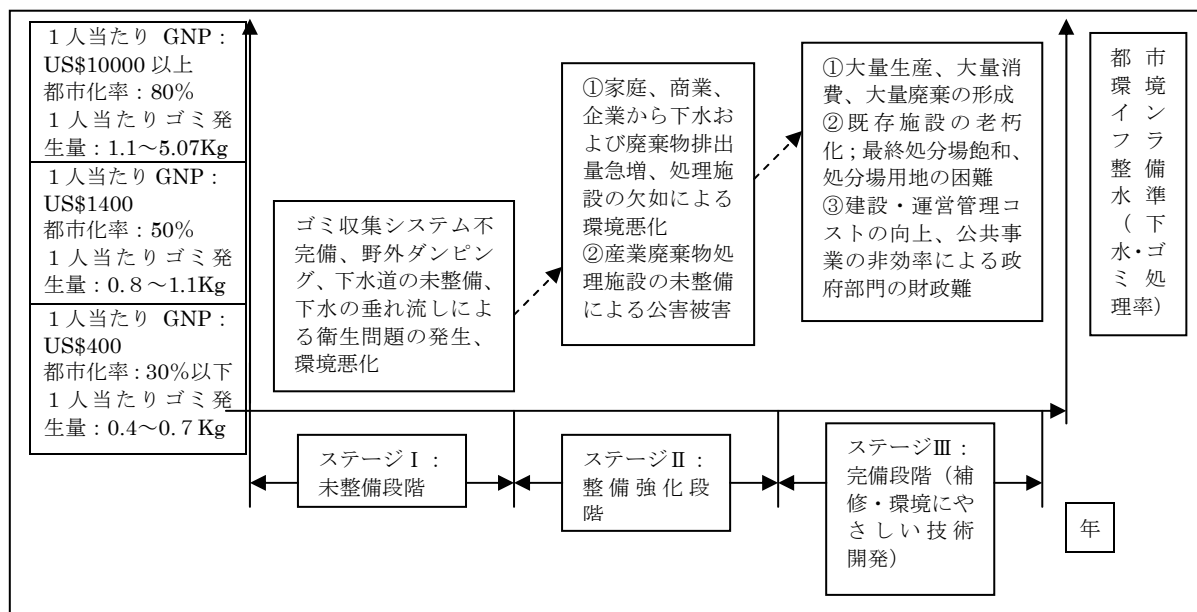 １人当たり GNP：
US$10000 以上
都市化率：80%
１人当たりゴミ発
生量：1.1～5.07Kg
１人当たり GNP：
US$1400
都市化率：50%
１人当たりゴミ発
生量：0.８～1.1Kg
１人当たり GNP：
US$400
都市化率：30%以下
１人当たりゴミ発
生量：0.4～0.７Kg
ゴミ収集システム不
完備、野外ダンピン
グ、下水道の未整備、
下水の垂れ流しによ
る衛生問題の発生、
環境悪化
①家庭、商業、
企業から下水お
よび廃棄物排出
量急増、処理施
設の欠如による
環境悪化
②産業廃棄物処
理施設の未整備
による公害被害
①大量生産、大量消
費、大量廃棄の形成
②既存施設の老朽
化；最終処分場飽和、
処分場用地の困難
③建設・運営管理コ
ストの向上、公共事
業の非効率による政
府部門の財政難
都市
環境
イン
フラ
整備
水準
（下
水・ゴ
ミ処
理率）
ステージⅠ：
未整備段階
ステージⅡ：
整備強化段
階
ステージⅢ：
完備段階（補
修・環境にや
さしい技術
開発）
年